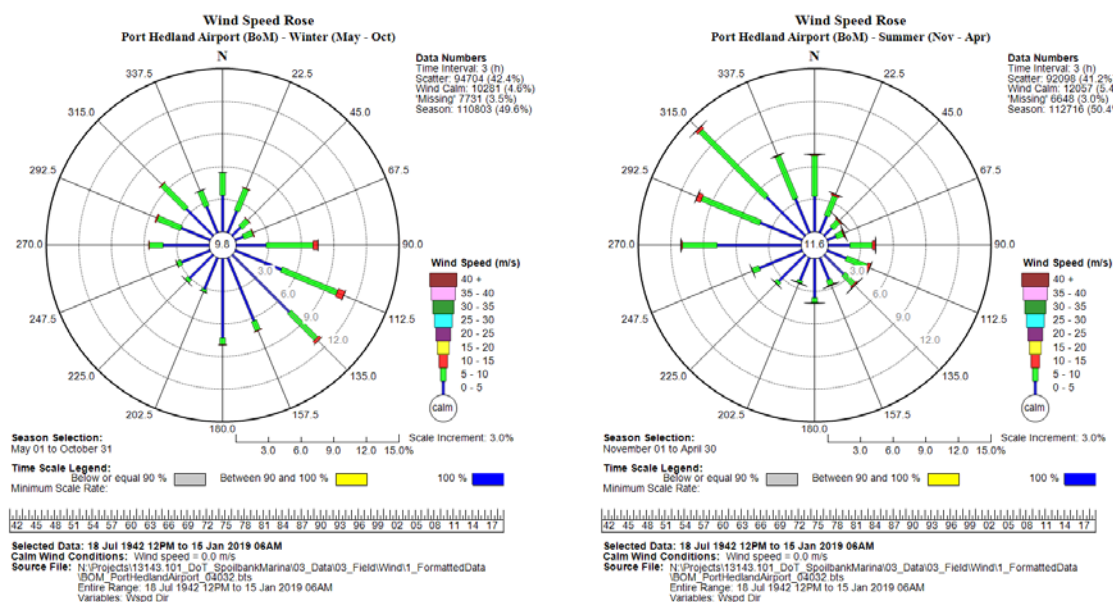 Wind Speed Rose
Port Hedland Airport (BoM) - Winter (May - Oct)
N
22.5
45.0
67.5
90.0
112.5
135.0
157.5
180.0
202.5
225.0
247.5
270.0
292.5
315.0
337.5
9.8
3.0
6.0
9.0
12.0
Data Numbers
Time Interval: 3 (h)
Scatter: 94704 (42.4%)
Wind Calm: 10281 (4.6%)
'Missing' 7731 (3.5%)
Season: 110803 (49.6%)
Wind Speed (m/s)
40 +
35 - 40
30 - 35
25 - 30
20 - 25
15 - 20
10 - 15
5 - 10
0 - 5
calm
Season Selection:
May 01 to October 31
3.0 6.0 9.0 12.0 15.0%
Scale Increment: 3.0%
Time Scale Legend:
Below or equal 90 % Between 90 and 100 % 100 %
Minimum Scale Rate:
42 45 48 51 54 57 60 63 66 69 72 75 78 81 84 87 90 93 96 99 02 05 08 11 14 17
Selected Data: 18 Jul 1942 12PM to 15 Jan 2019 06AM
Calm Wind Conditions: Wind speed = 0.0 m/s
Source File: N:\Projects\13143.101_DoT_SpoilbankMarina\03_Data\03_Field\Wind\1_FormattedData
\BOM_PortHedlandAirport_04032.bts
Entire Range: 18 Jul 1942 12PM to 15 Jan 2019 06AM
Variables: Wspd Dir
Wind Speed Rose
Port Hedland Airport (BoM) - Summer (Nov - Apr)
N
22.5
45.0
67.5
90.0
112.5
135.0
157.5
180.0
202.5
225.0
247.5
270.0
292.5
315.0
337.5
11.6
3.0
6.0
9.0
12.0
Data Numbers
Time Interval: 3 (h)
Scatter: 92098 (41.2%)
Wind Calm: 12057 (5.4
'Missing' 6648 (3.0%)
Season: 112716 (50.4%
Wind Speed (m/s)
40 +
35 - 40
30 - 35
25 - 30
20 - 25
15 - 20
10 - 15
5 - 10
0 - 5
calm
Season Selection:
November 01 to April 30
3.0 6.0 9.0 12.0 15.0%
Scale Increment: 3.0%
Time Scale Legend:
Below or equal 90 % Between 90 and 100 % 100 %
Minimum Scale Rate:
42 45 48 51 54 57 60 63 66 69 72 75 78 81 84 87 90 93 96 99 02 05 08 11 14 17
Selected Data: 18 Jul 1942 12PM to 15 Jan 2019 06AM
Calm Wind Conditions: Wind speed = 0.0 m/s
Source File: N:\Projects\13143.101_DoT_SpoilbankMarina\03_Data\03_Field\Wind\1_FormattedData
\BOM_PortHedlandAirport_04032.bts
Entire Range: 18 Jul 1942 12PM to 15 Jan 2019 06AM
Variables: Wspd Dir